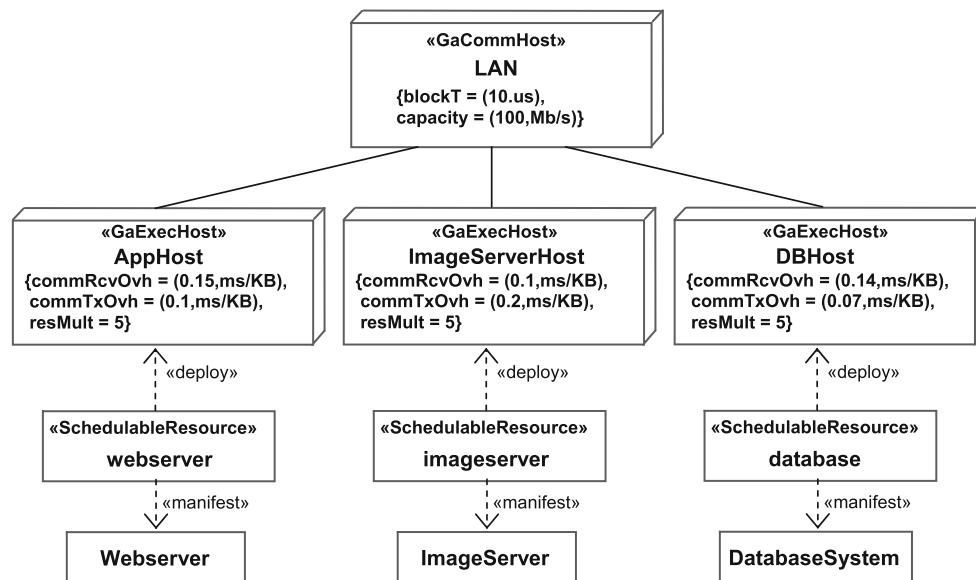 «GaCommHost»
LAN
{blockT = (10.us),
capacity = (100,Mb/s)}
«GaExecHost»
AppHost
{commRcvOvh = (0.15,ms/KB),
commTxOvh = (0.1,ms/KB),
resMult = 5}
«GaExecHost»
ImageServerHost
{commRcvOvh = (0.1,ms/KB),
commTxOvh = (0.2,ms/KB),
resMult = 5}
«GaExecHost»
DBHost
{commRcvOvh = (0.14,ms/KB),
commTxOvh = (0.07,ms/KB),
resMult = 5}
«deploy»
«deploy»
«deploy»
«SchedulableResource»
webserver
«SchedulableResource»
imageserver
«SchedulableResource»
database
«manifest»
«manifest»
«manifest»
Webserver
ImageServer
DatabaseSystem